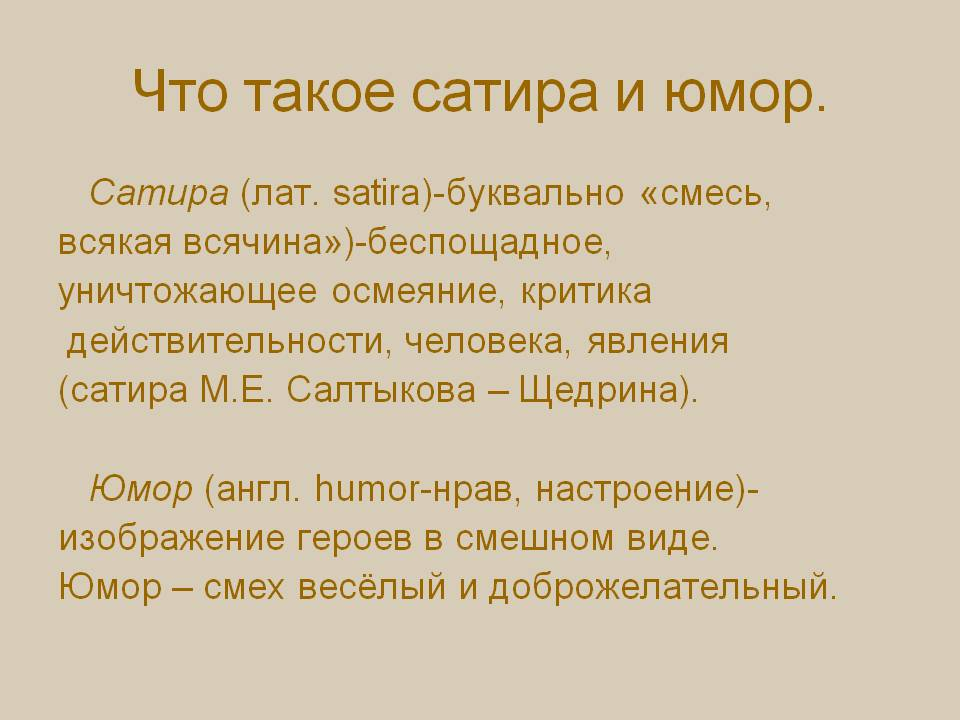 Что такое сатира и юмор.
Сатира (лат. satira)-буквально «смесь,
всякая всячина»)-беспощадное,
уничтожающее осмеяние, критика
действительности, человека, явления
(сатира М.Е. Салтыкова – Щедрина).
Юмор (англ. humor-нрав, настроение)-
изображение героев в смешном виде.
Юмор – смех весёлый и доброжелательный.